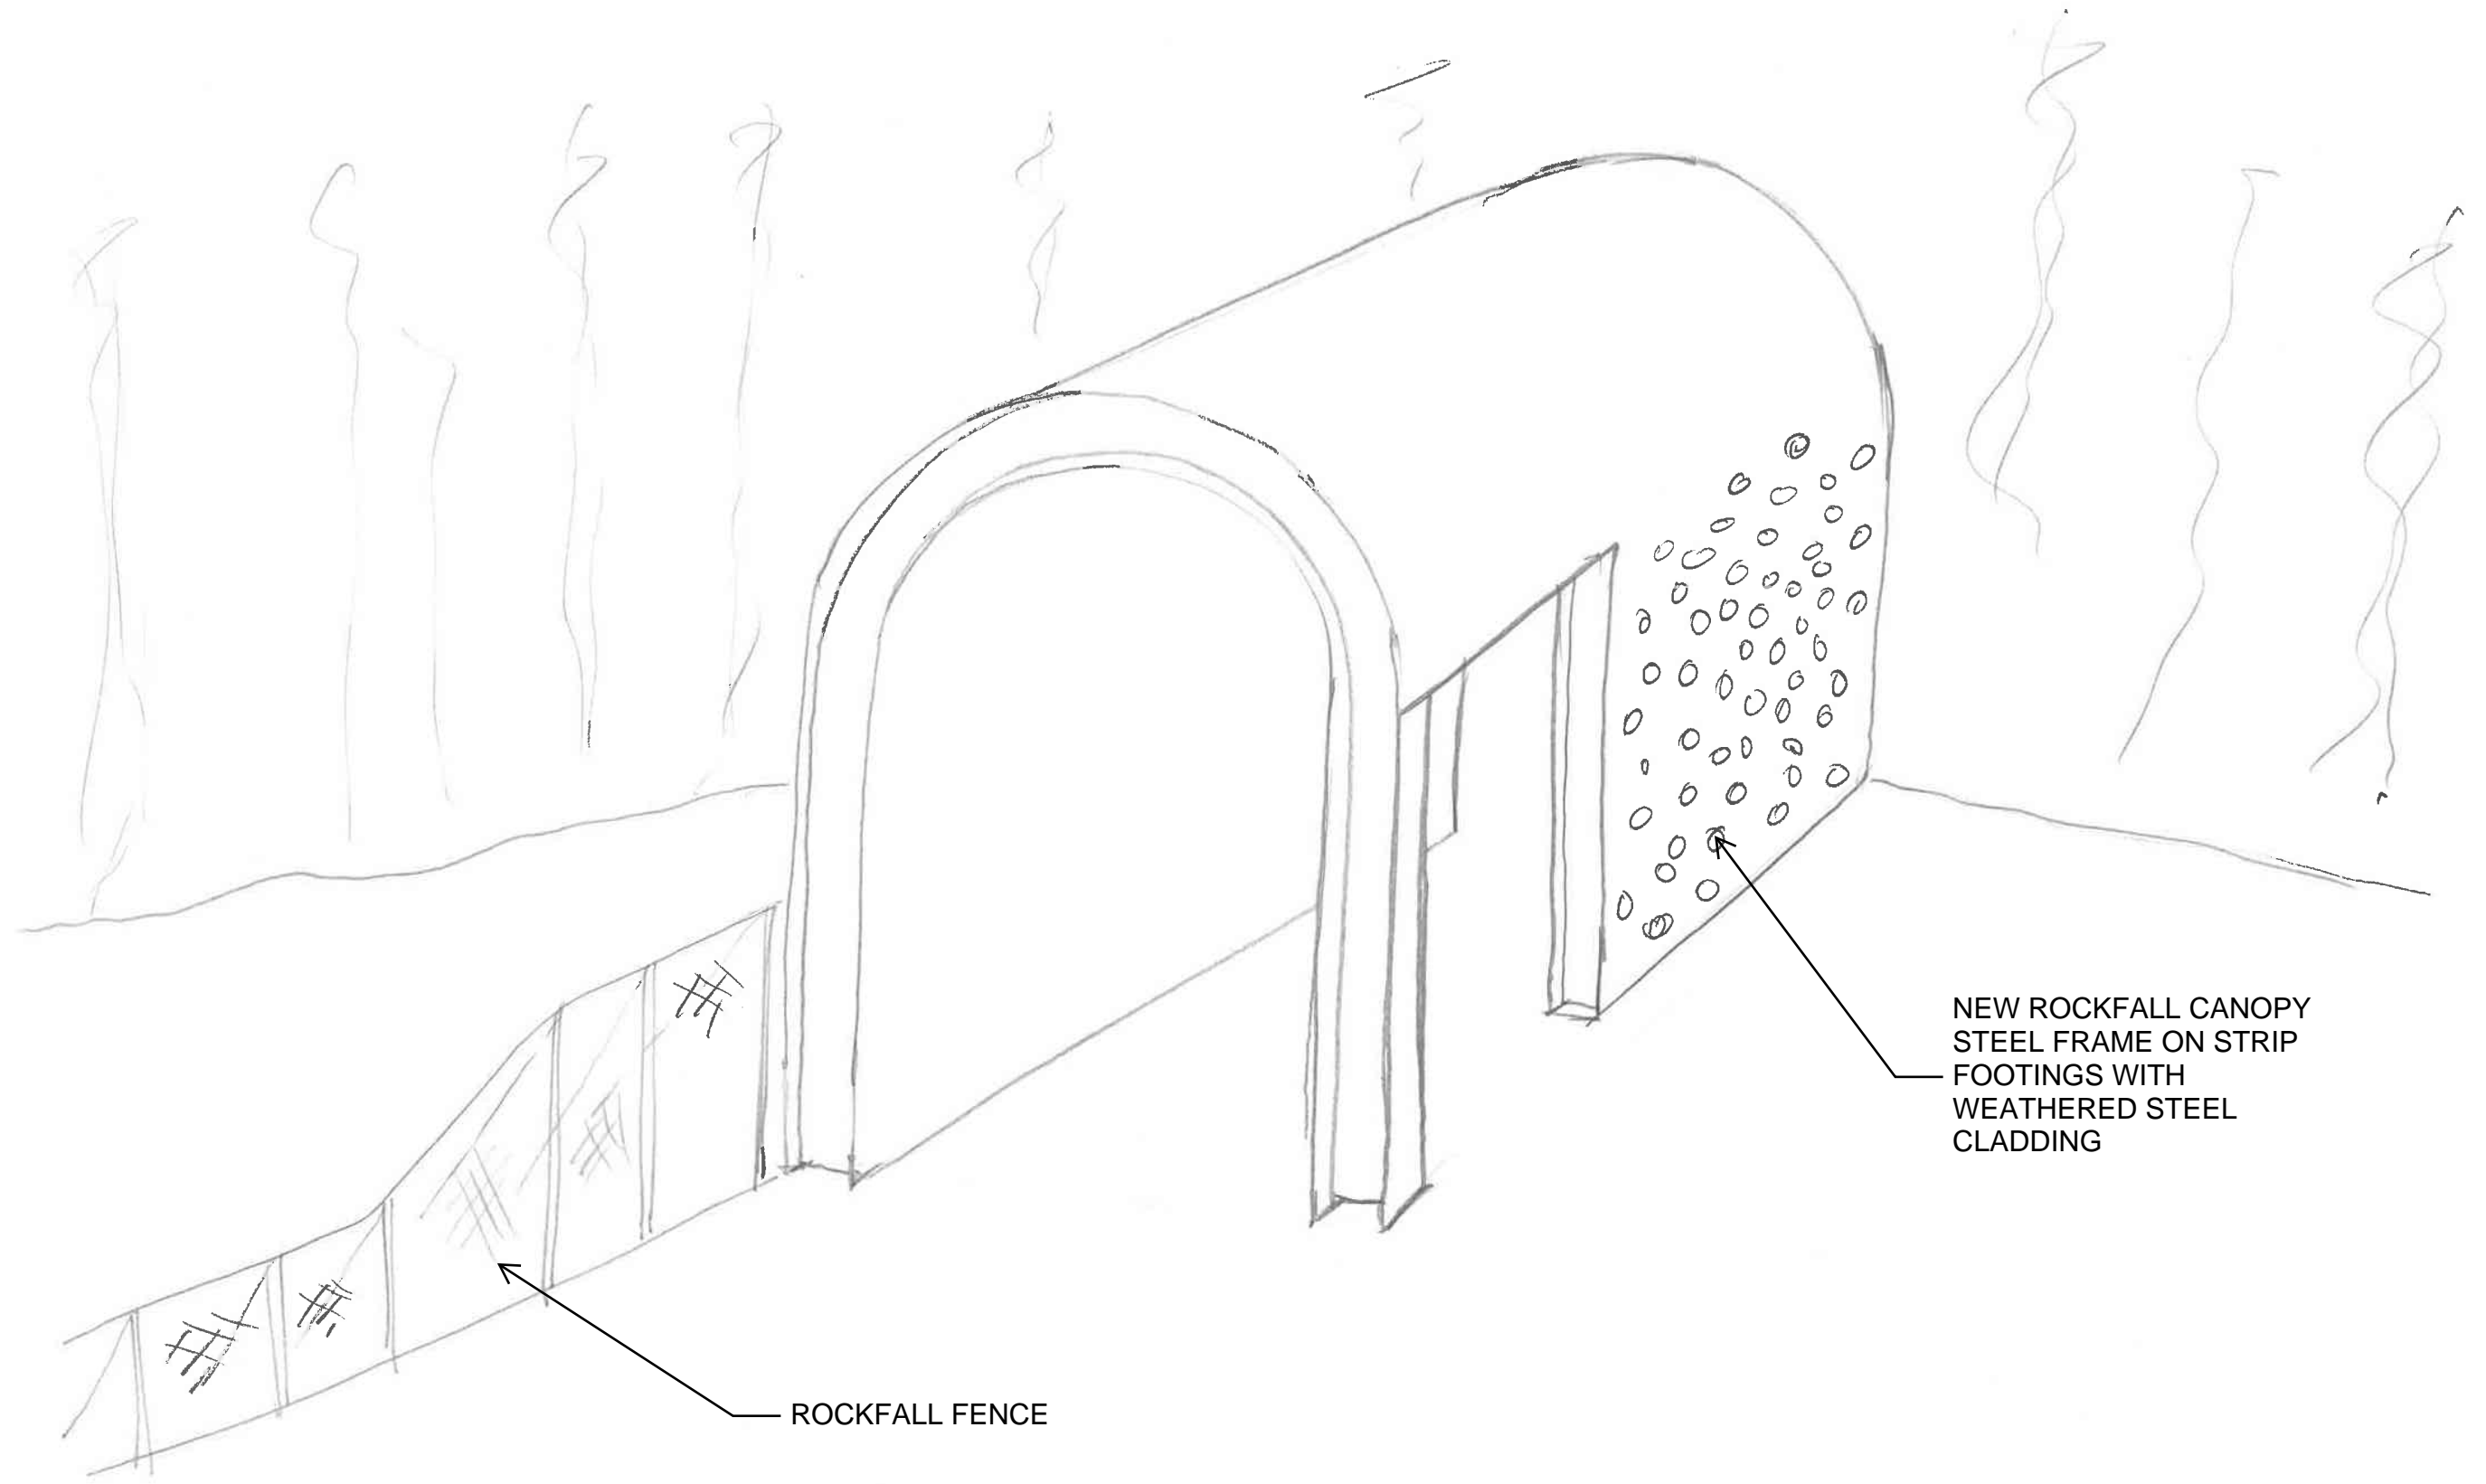 NEW ROCKFALL CANOPY
STEEL FRAME ON STRIP
FOOTINGS WITH
WEATHERED STEEL
CLADDING
ROCKFALL FENCE